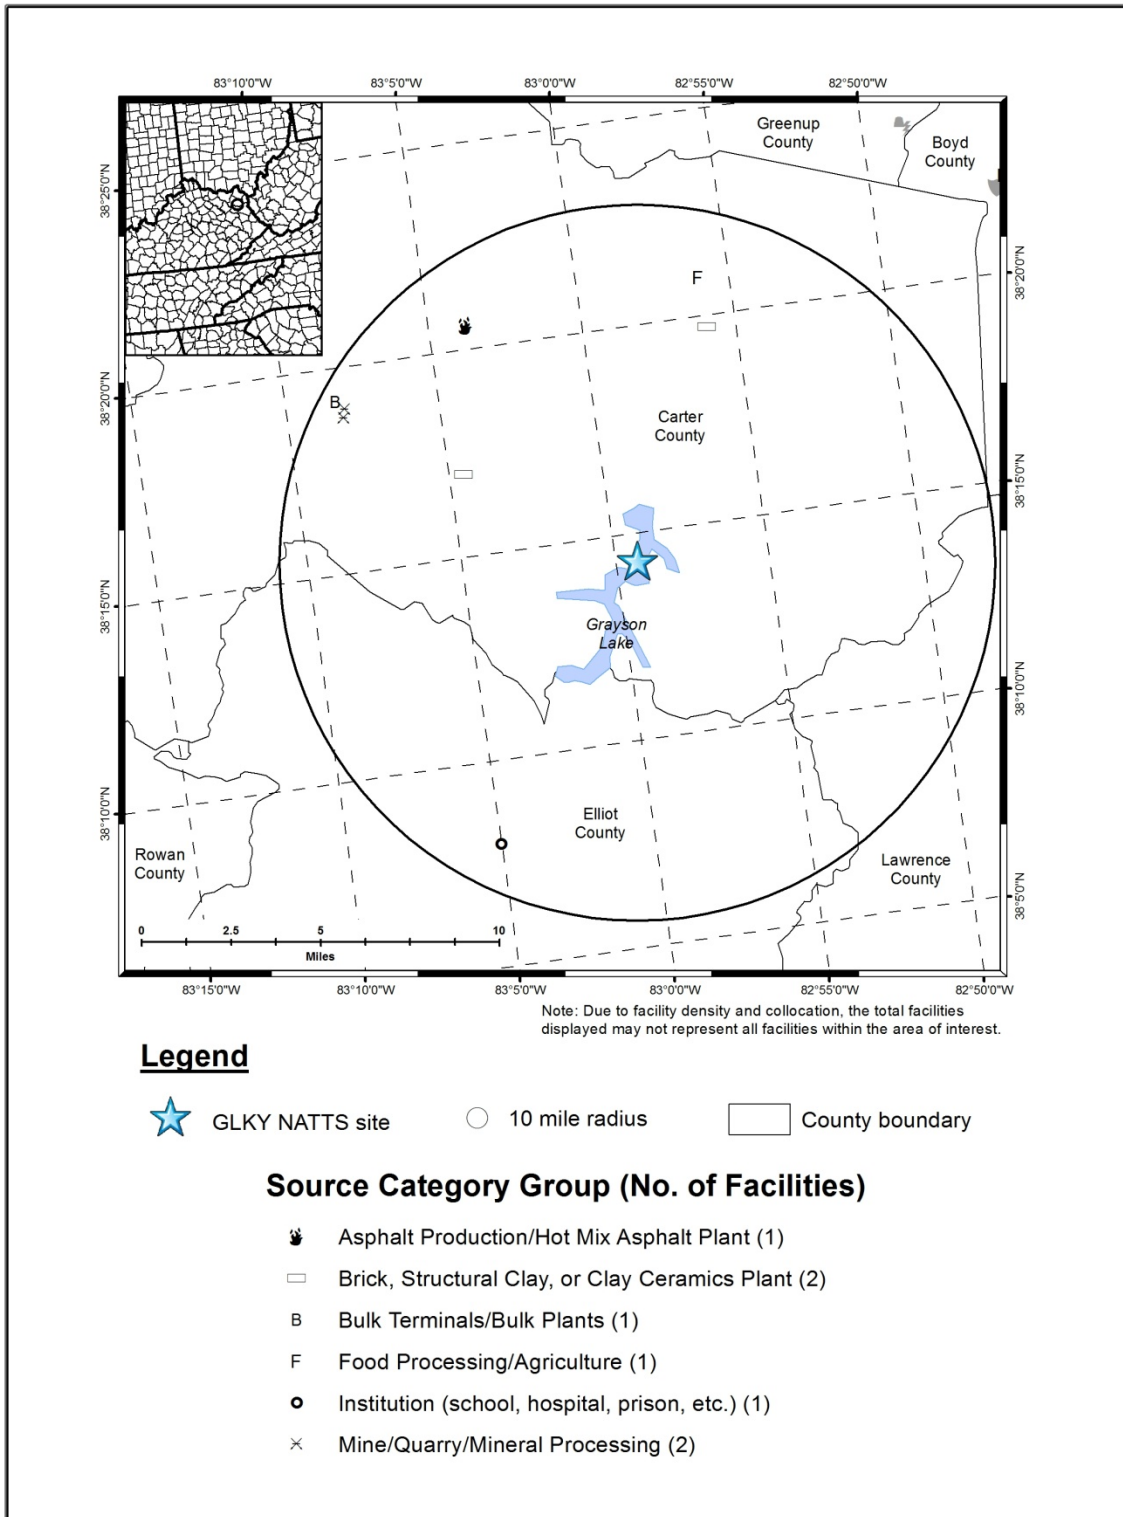 83°10'0"W
83°5'0"W
83°0'0"W
82°55'0"W
82°50'0"W
Greenup
County
Boyd
County
38°25'0"N
38°20'0"N
F
38°20'0"N
B
Carter
County
38°15'0"N
38°15'0"N
Grayson
Lake
38°10'0"N
38°10'0"N
Elliot
County
Rowan
County
Lawrence
County
38°5'0"N
0 2.5 5 10
Miles
83°15'0"W
83°10'0"W
83°5'0"W
83°0'0"W
82°55'0"W
82°50'0"W
Note: Due to facility density and collocation, the total facilities
displayed may not represent all facilities within the area of interest.
Legend
GLKY NATTS site
10 mile radius
County boundary
Source Category Group (No. of Facilities)
Asphalt Production/Hot Mix Asphalt Plant (1)
Brick, Structural Clay, or Clay Ceramics Plant (2)
B Bulk Terminals/Bulk Plants (1)
F Food Processing/Agriculture (1)
Institution (school, hospital, prison, etc.) (1)
Mine/Quarry/Mineral Processing (2)